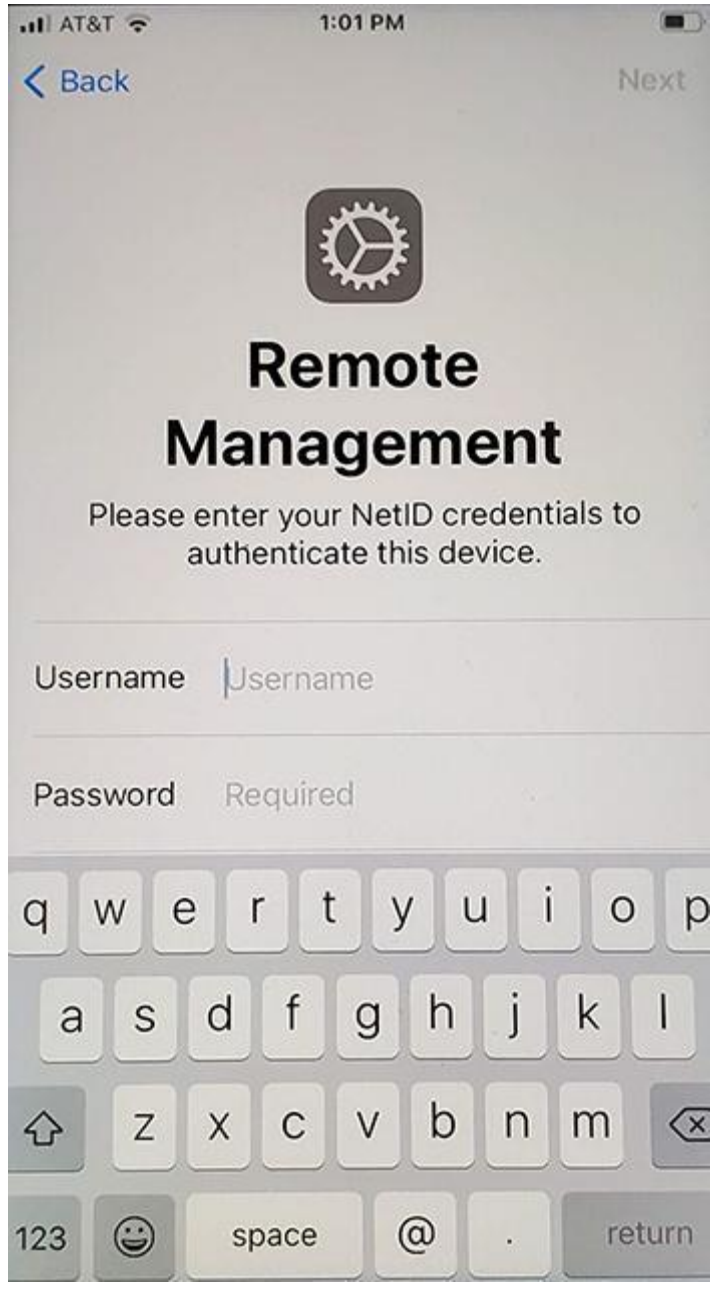 AT&T 1:01 PM
Back Next
Remote
Management
Please enter your NetID credentials to
authenticate this device.
Username Username
Password Required
q w e r t y u i o p
a s d f g h j k l
z x c v b n m
123 space @ . return